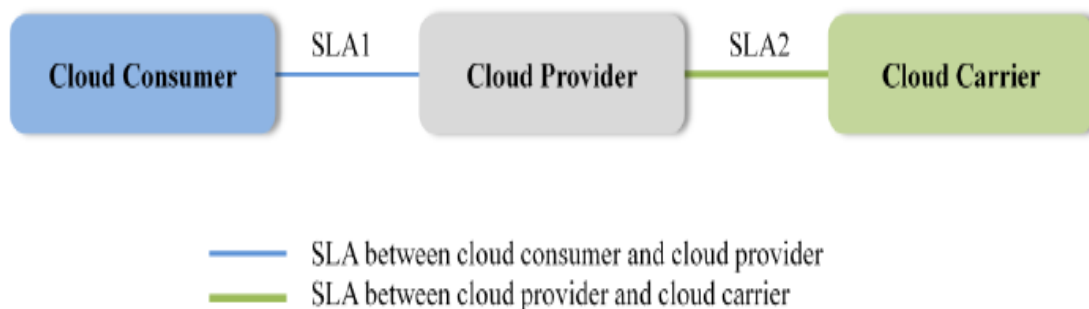 SLA1
SLA2
Cloud Consumer
Cloud Provider
Cloud Carrier
SLA between cloud consumer and cloud provider
SLA between cloud provider and cloud carrier